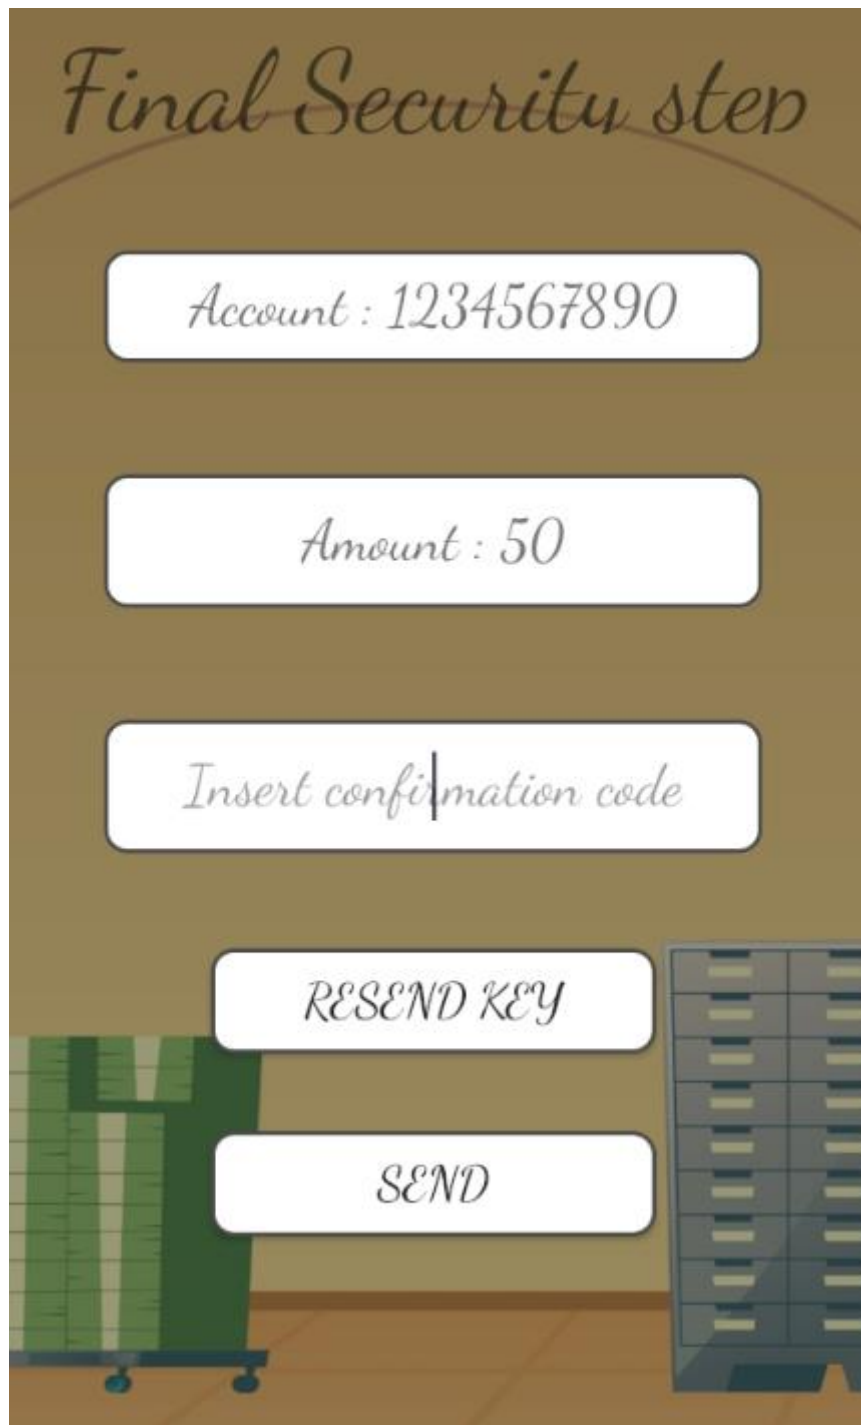 Final Security step
Account : 1234567890
Amount : 50
Insert confirmation code
RESEND KEY
SEND